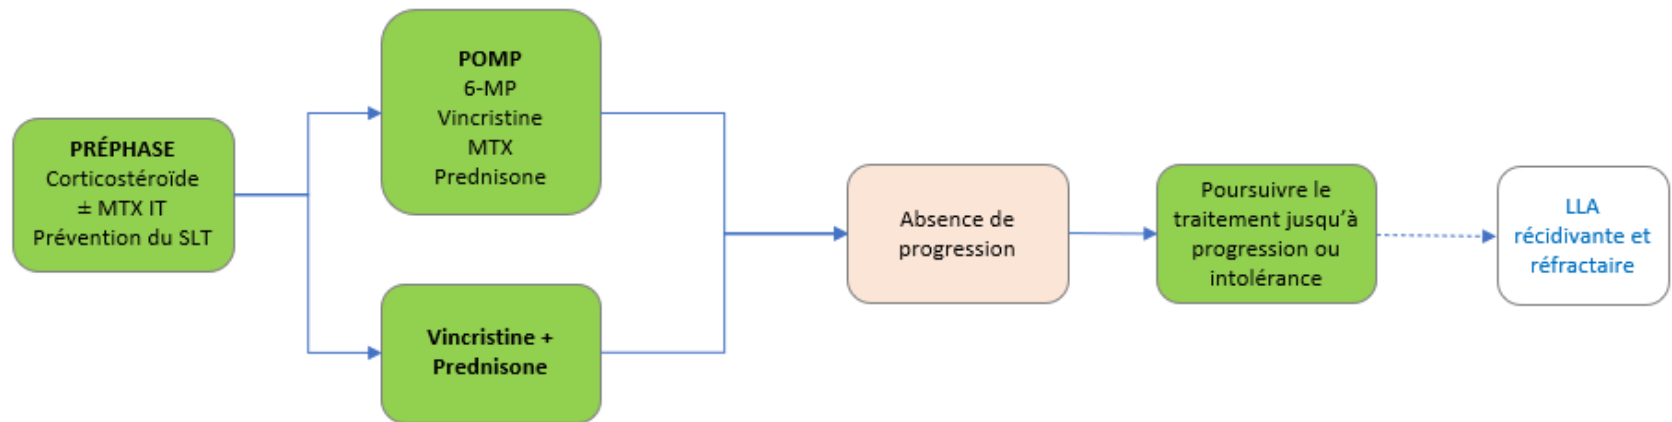 PRÉPHASE
Corticostéroïde
± MTX IT
Prévention du SLT
POMP
6-MP
Vincristine
MTX
Prednisone
Vincristine +
Prednisone
Absence de
progression
Poursuivre le
traitement jusqu’à
progression ou
intolérance
LLA
récidivante et
réfractaire